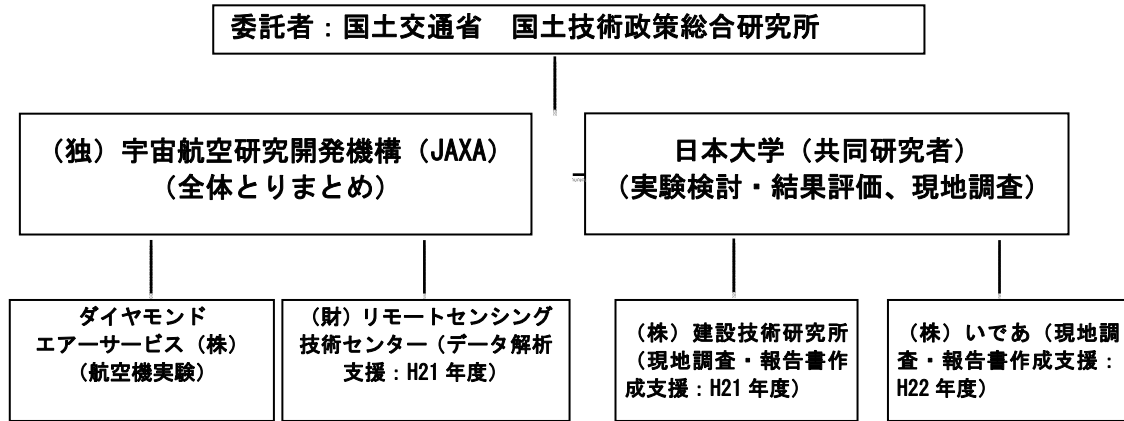 委託者：国土交通省　国土技術政策総合研究所
（独）宇宙航空研究開発機構（JAXA）
（全体とりまとめ）
日本大学（共同研究者）
（実験検討・結果評価、現地調査）
ダイヤモンド
エアーサービス（株）
（航空機実験）
（財）リモートセンシング
技術センター（データ解析
支援：H21 年度）
（株）建設技術研究所
（現地調査・報告書作
成支援：H21 年度）
（株）いであ（現地調
査・報告書作成支援：
H22 年度）